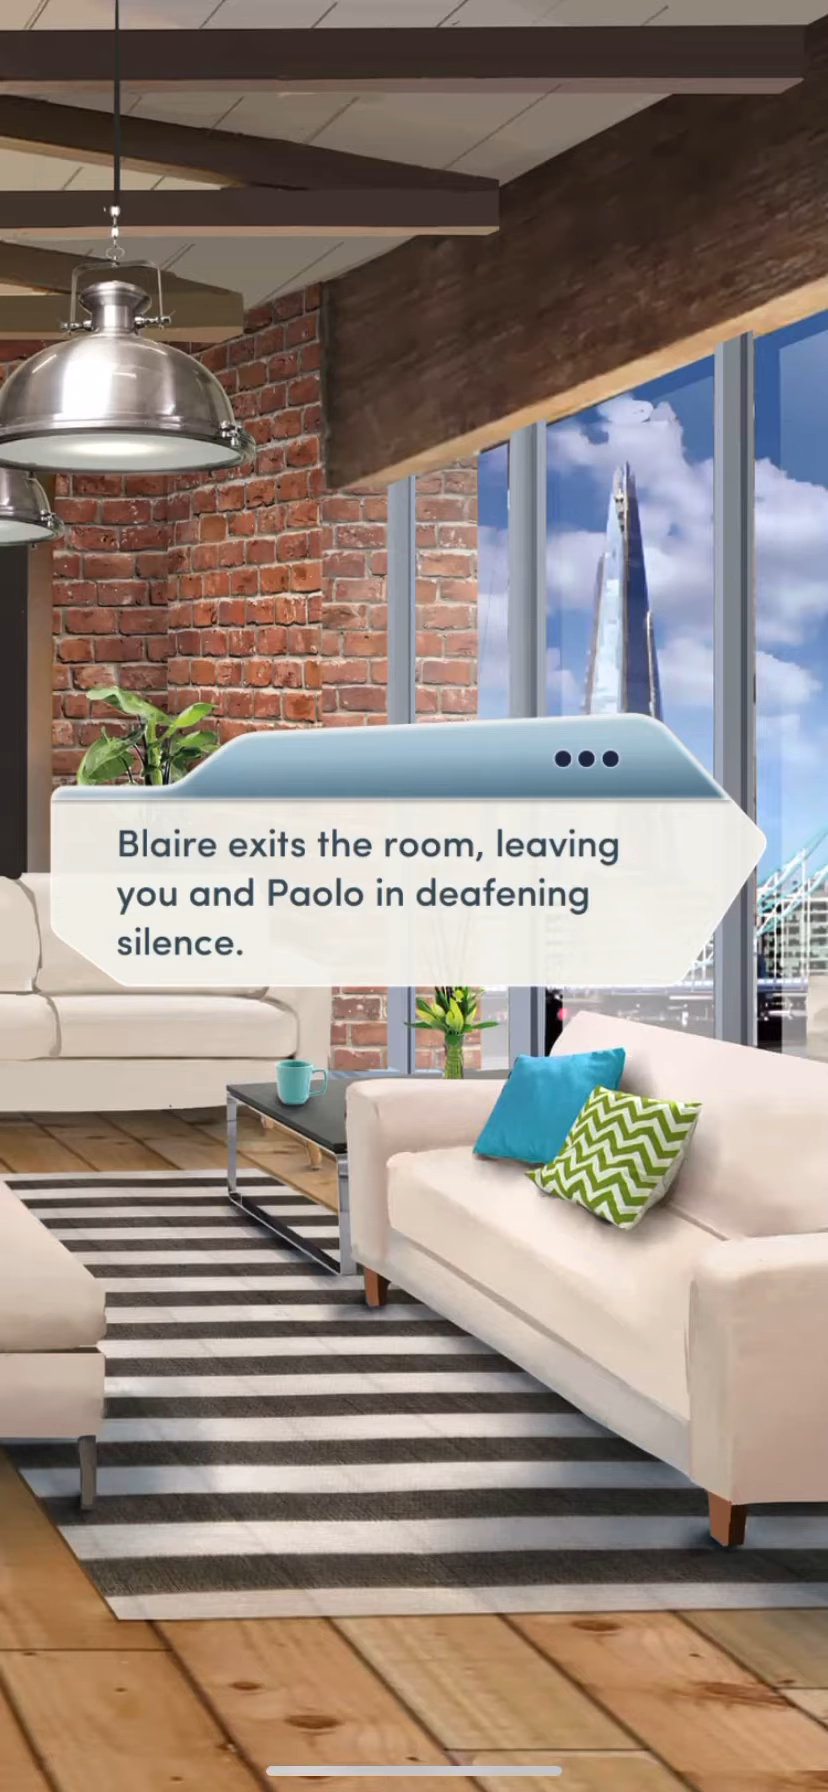 Blaire exits the room, leaving
you and Paolo in deafening
silence.